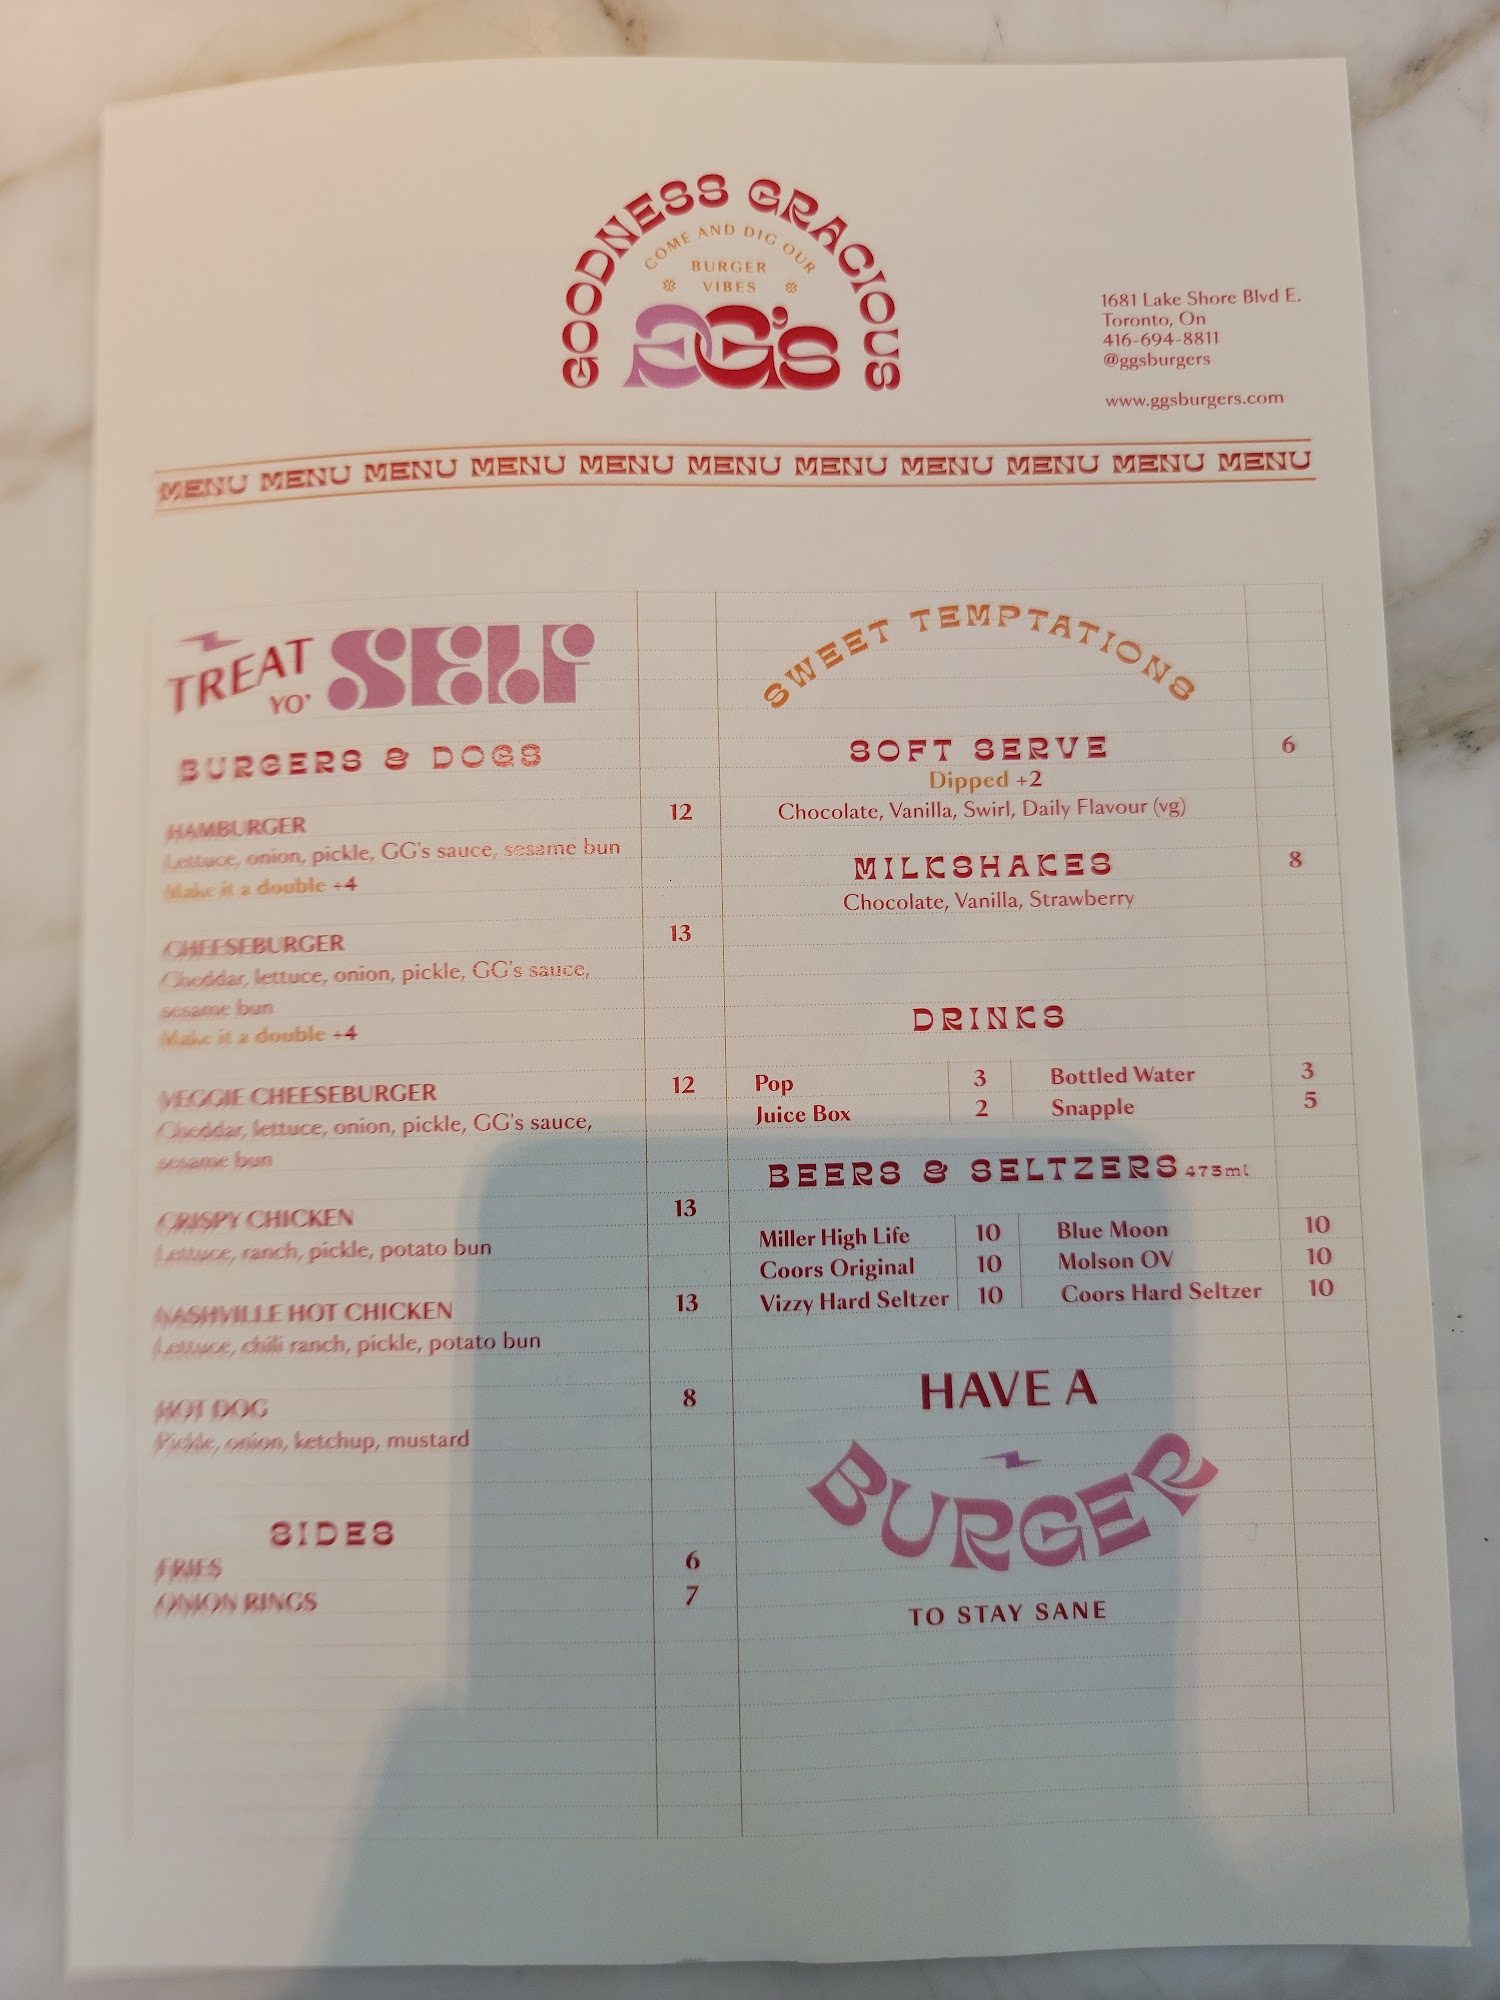 GOODNESS GRACIOUS
COME AND DIG OUR
BURGER
VIBES
GG's
1681 Lake Shore Blvd E.
Toronto, On
416-694-8811
@ggsburgers
www.ggsburgers.com
MENU MENU MENU MENU MENU MENU MENU MENU MENU MENU MENU
TREAT YO' SELF
BURGERS & DOGS
HAMBURGER 12
Lettuce, onion, pickle, GG's sauce, sesame bun
Make it a double +4
CHEESEBURGER 13
Cheddar, lettuce, onion, pickle, GG's sauce,
sesame bun
Make it a double +4
VEGGIE CHEESEBURGER 12
Cheddar, lettuce, onion, pickle, GG's sauce,
sesame bun
CRISPY CHICKEN 13
Lettuce, ranch, pickle, potato bun
NASHVILLE HOT CHICKEN 13
Lettuce, chili ranch, pickle, potato bun
HOT DOG 8
Pickle, onion, ketchup, mustard
SIDES
FRIES 6
ONION RINGS 7
SWEET TEMPTATIONS
SOFT SERVE 6
Dipped +2
Chocolate, Vanilla, Swirl, Daily Flavour (vg)
MILKSHAKES 8
Chocolate, Vanilla, Strawberry
DRINKS
Pop 3 Bottled Water 3
Juice Box 2 Snapple 5
BEERS & SELTZERS 473ml
Miller High Life 10 Blue Moon 10
Coors Original 10 Molson OV 10
Vizzy Hard Seltzer 10 Coors Hard Seltzer 10
HAVE A
BURGER
TO STAY SANE